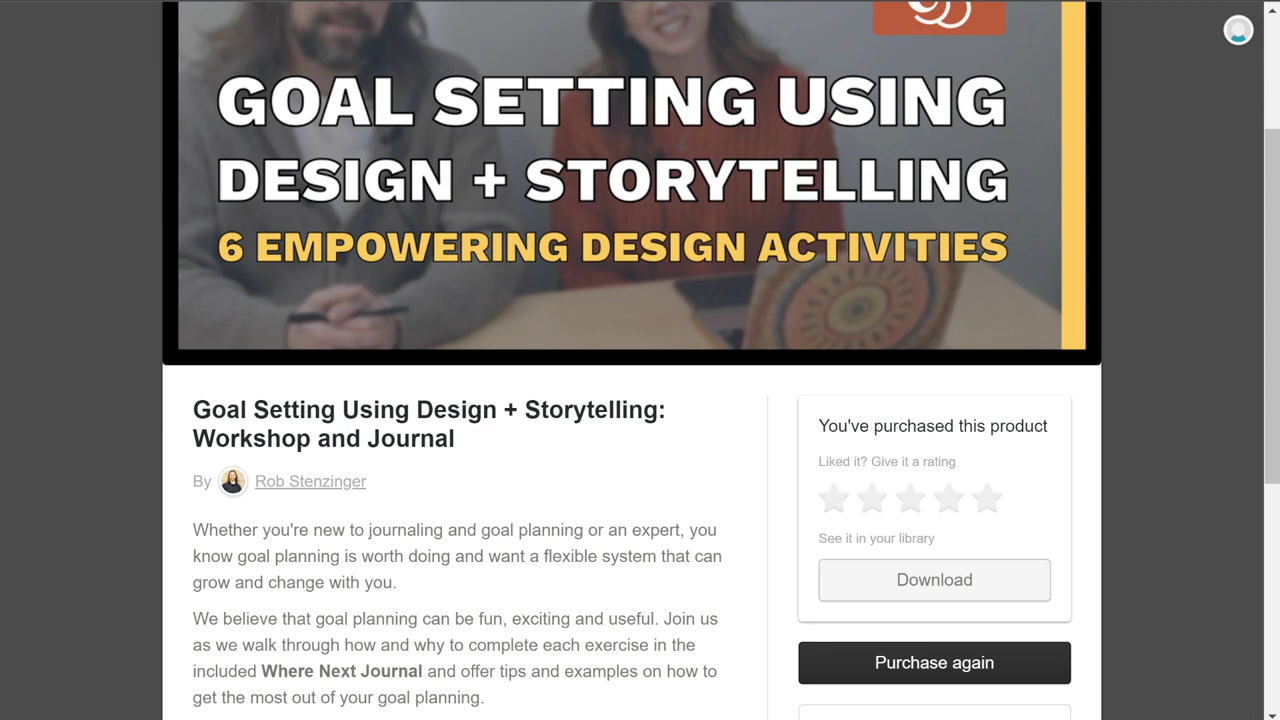 GOAL SETTING USING
DESIGN + STORYTELLING
6 EMPOWERING DESIGN ACTIVITIES
Goal Setting Using Design + Storytelling:
Workshop and Journal
By Rob Stenzinger
Whether you're new to journaling and goal planning or an expert, you
know goal planning is worth doing and want a flexible system that can
grow and change with you.
We believe that goal planning can be fun, exciting and useful. Join us
as we walk through how and why to complete each exercise in the
included Where Next Journal and offer tips and examples on how to
get the most out of your goal planning.
You've purchased this product
Liked it? Give it a rating
See it in your library
Download
Purchase again